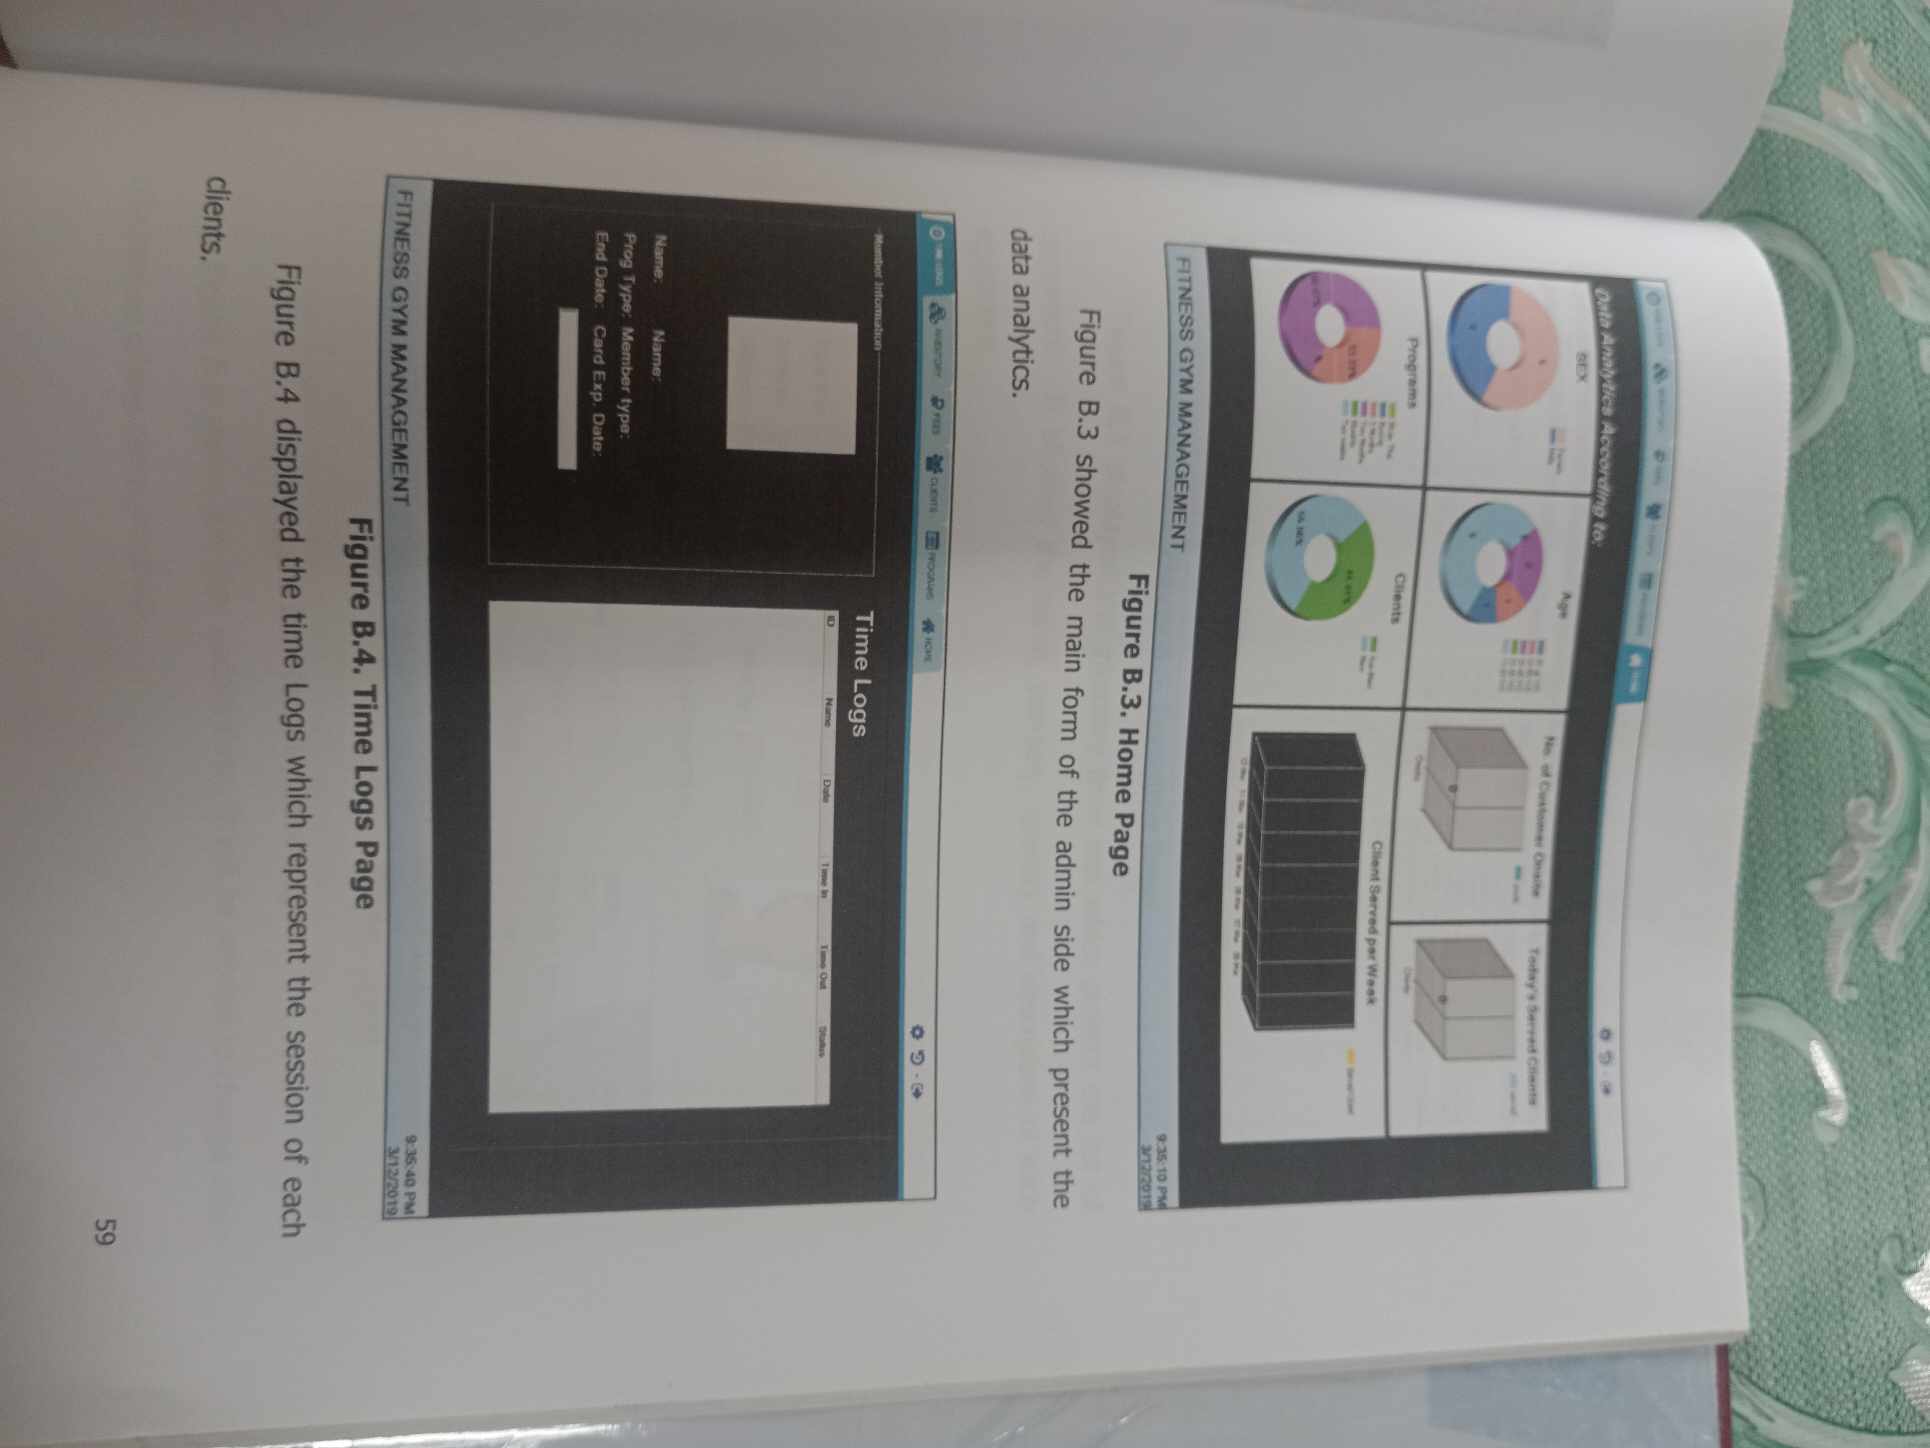 HOME
Data Analytics According to:
SEX
Age
No. of Customer Onsite
Today's Served Clients
0
0
Programs
Clients
Client Served per Week
FITNESS GYM MANAGEMENT
9:35:10 PM
3/12/2019
Figure B.3. Home Page
Figure B.3 showed the main form of the admin side which present the
data analytics.
TIME LOGS INVENTORY FEES CLIENTS PROGRAMS HOME
Member Information
Time Logs
ID Name Date Time In Time Out Status
Name: Name:
Prog Type: Member type:
End Date: Card Exp. Date:
FITNESS GYM MANAGEMENT
9:35:40 PM
3/12/2019
Figure B.4. Time Logs Page
Figure B.4 displayed the time Logs which represent the session of each
clients.
59